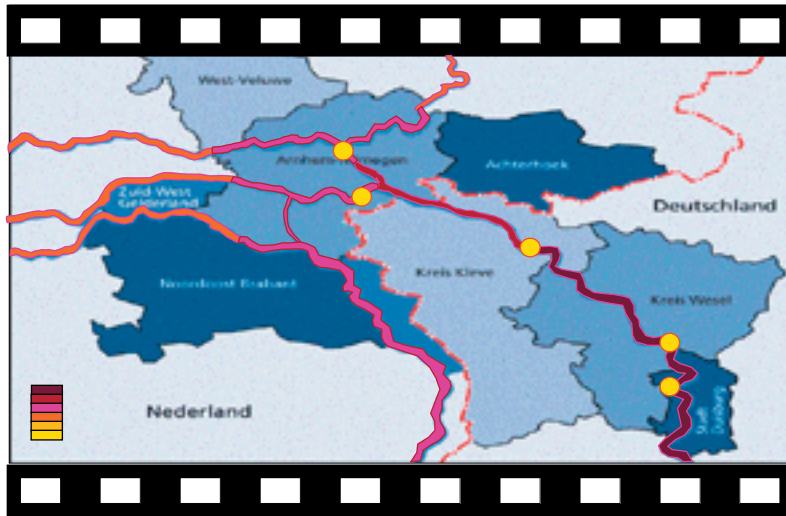 West-Veluwe
Arnhem-Nijmegen
Achterhoek
Zuid-West
Gelderland
Deutschland
Noordoost Brabant
Kreis Kleve
Kreis Wesel
Nederland
Stadt
Duisburg